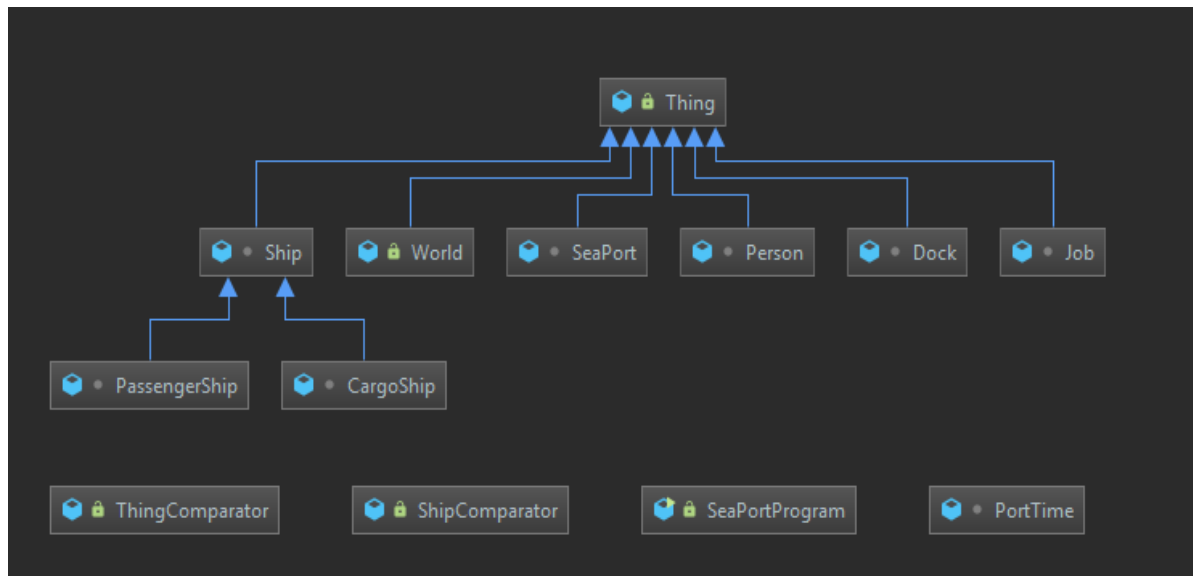 Thing
Ship World SeaPort Person Dock Job
PassengerShip CargoShip
ThingComparator ShipComparator SeaPortProgram PortTime